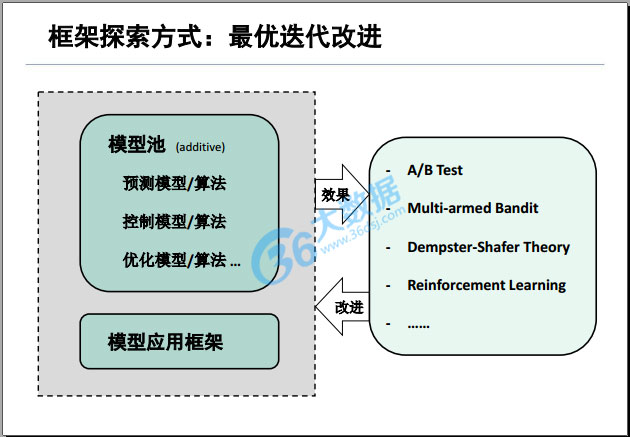 框架探索方式：最优迭代改进
模型池 (additive)
预测模型/算法
控制模型/算法
优化模型/算法 ...
模型应用框架
效果
改进
- A/B Test
- Multi-armed Bandit
- Dempster-Shafer Theory
- Reinforcement Learning
- ……
36大数据
www.36dsj.com